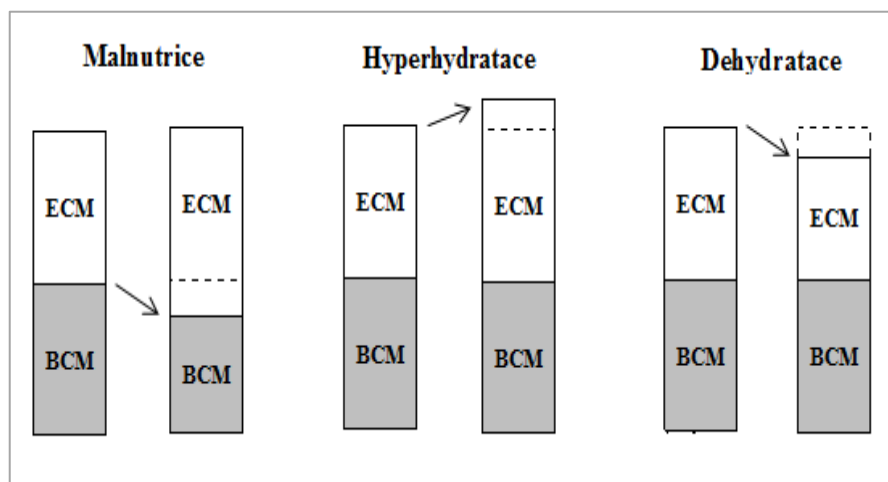 Malnutrice
Hyperhydratace
Dehydratace
ECM
ECM
ECM
ECM
ECM
ECM
BCM
BCM
BCM
BCM
BCM
BCM